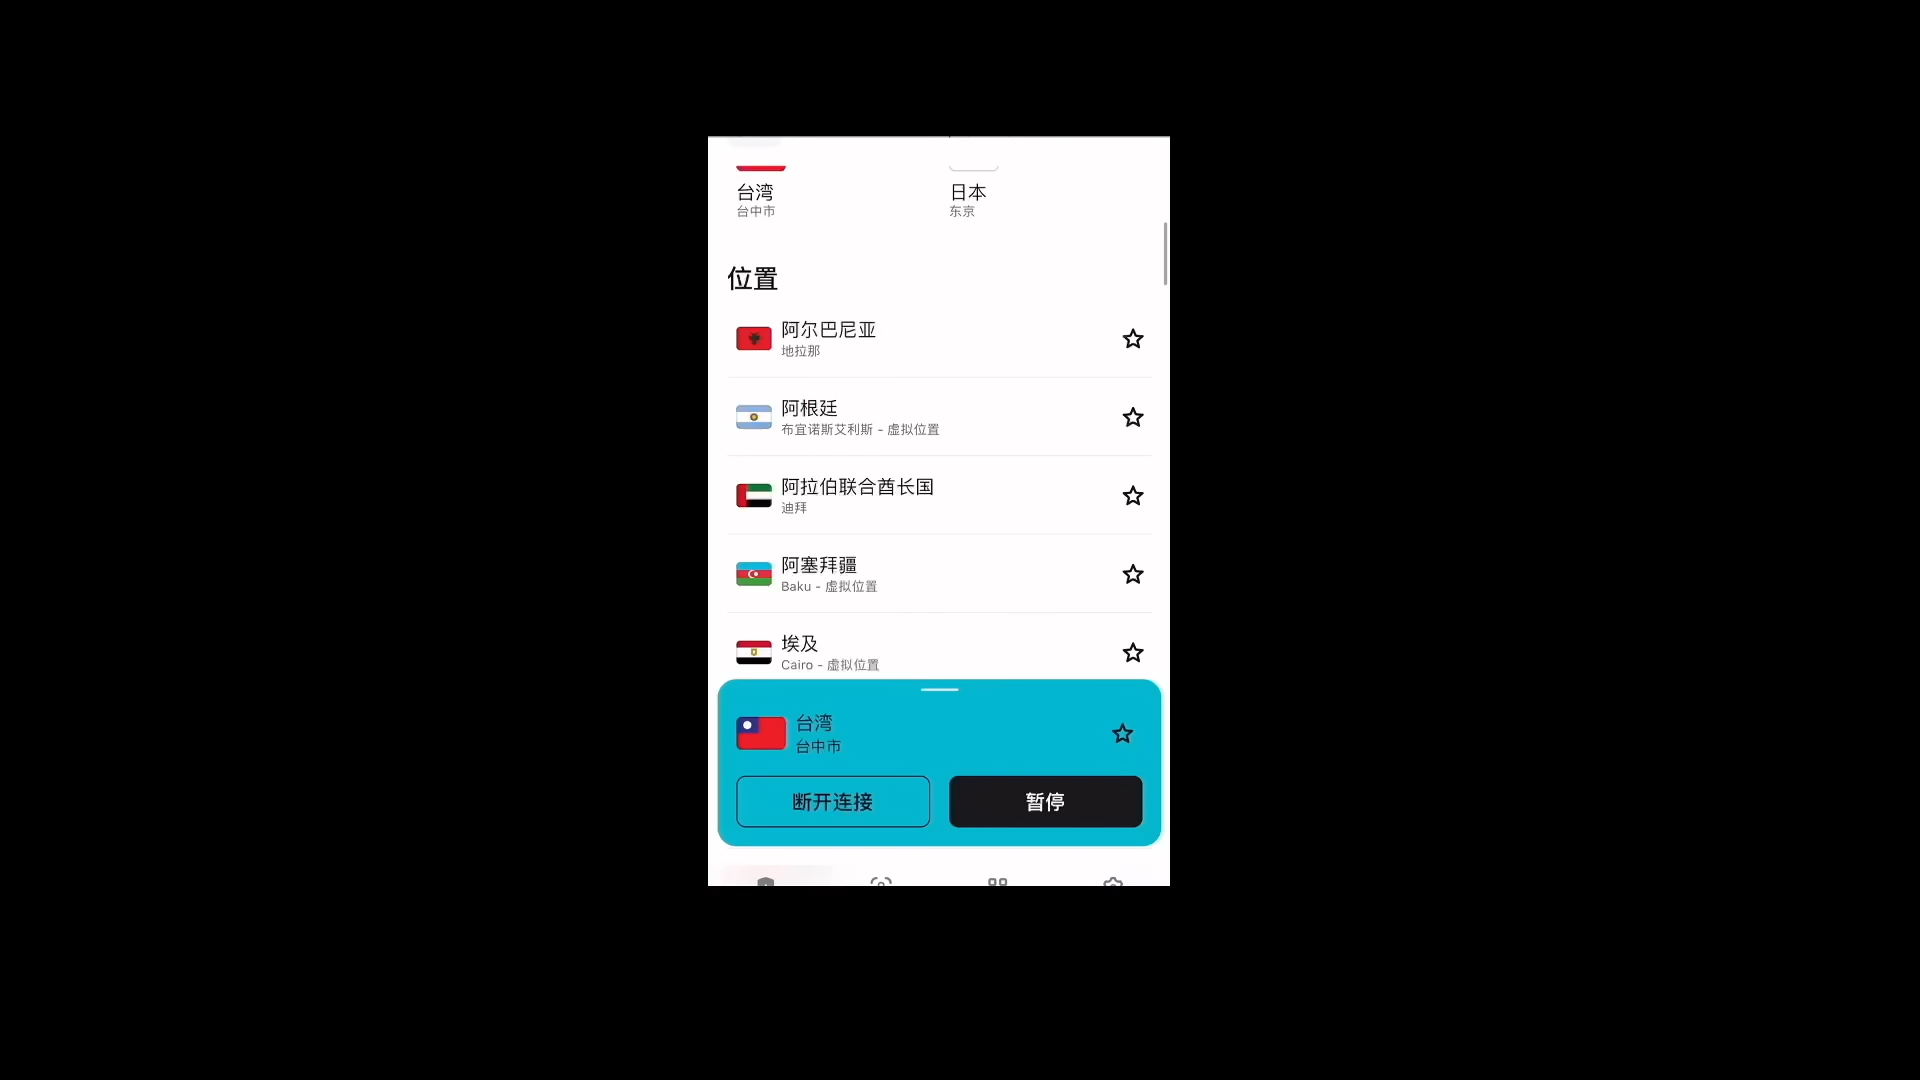 台湾
台中市
日本
东京
位置
阿尔巴尼亚
地拉那
阿根廷
布宜诺斯艾利斯 - 虚拟位置
阿拉伯联合酋长国
迪拜
阿塞拜疆
Baku - 虚拟位置
埃及
Cairo - 虚拟位置
台湾
台中市
断开连接
暂停